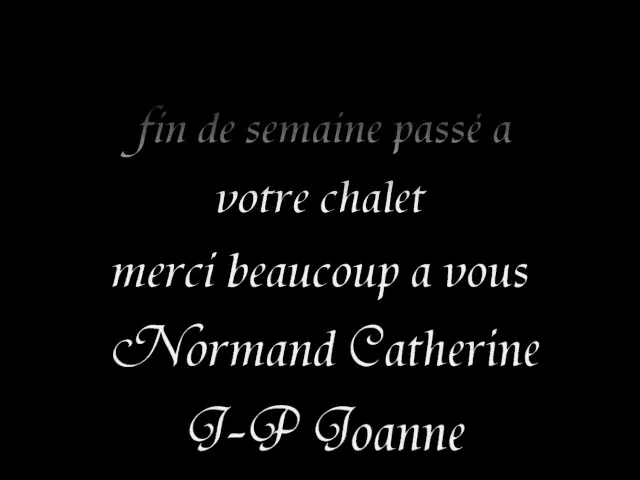 fin de semaine passé a
votre chalet
merci beaucoup a vous
Normand Catherine
J-P Joanne